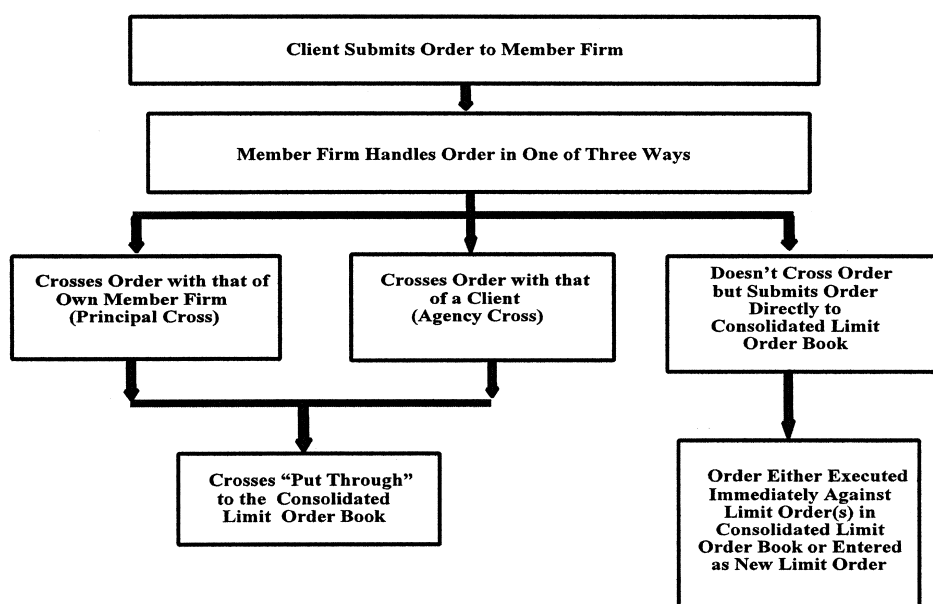 Client Submits Order to Member Firm
Member Firm Handles Order in One of Three Ways
Crosses Order with that of
Own Member Firm
(Principal Cross)
Crosses Order with that
of a Client
(Agency Cross)
Doesn't Cross Order
but Submits Order
Directly to
Consolidated Limit
Order Book
Crosses “Put Through”
to the Consolidated
Limit Order Book
Order Either Executed
Immediately Against
Limit Order(s) in
Consolidated Limit
Order Book or Entered
as New Limit Order